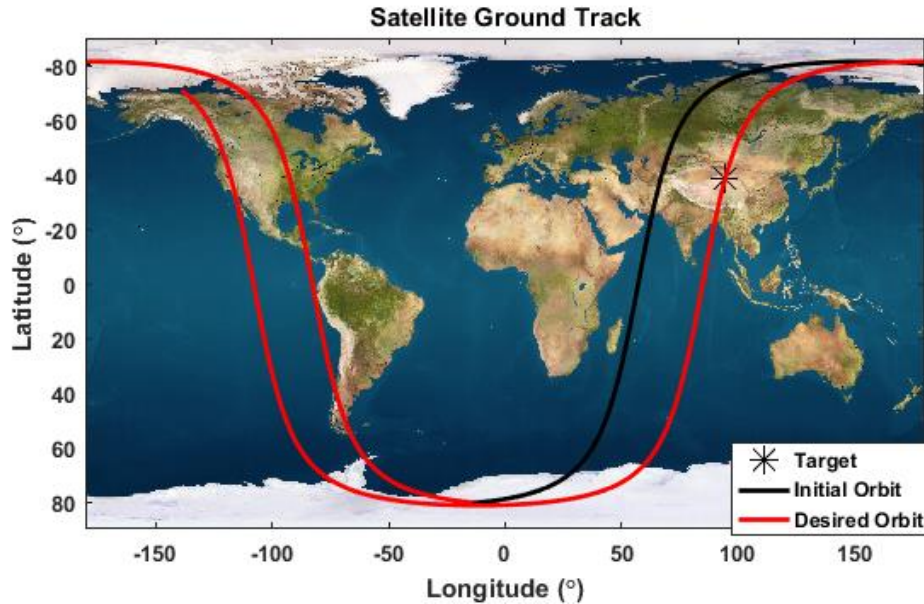 Satellite Ground Track
-80
-60
-40
-20
0
20
40
60
80
Latitude (°)
-150
-100
-50
0
50
100
150
Longitude (°)
Target
Initial Orbit
Desired Orbit